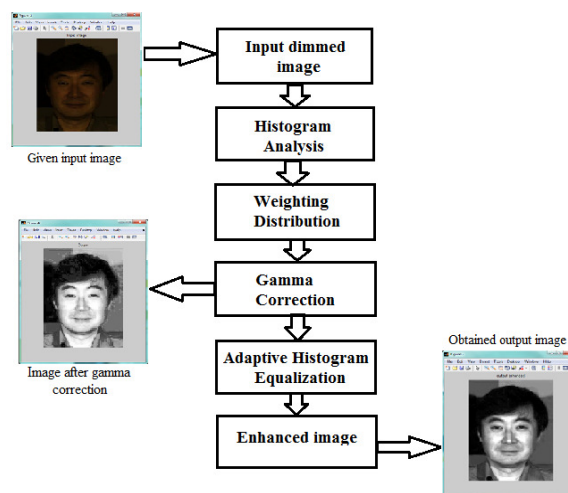 Input dimmed
image
Given input image
Histogram
Analysis
Weighting
Distribution
Gamma
Correction
Image after gamma
correction
Adaptive Histogram
Equalization
Enhanced image
Obtained output image